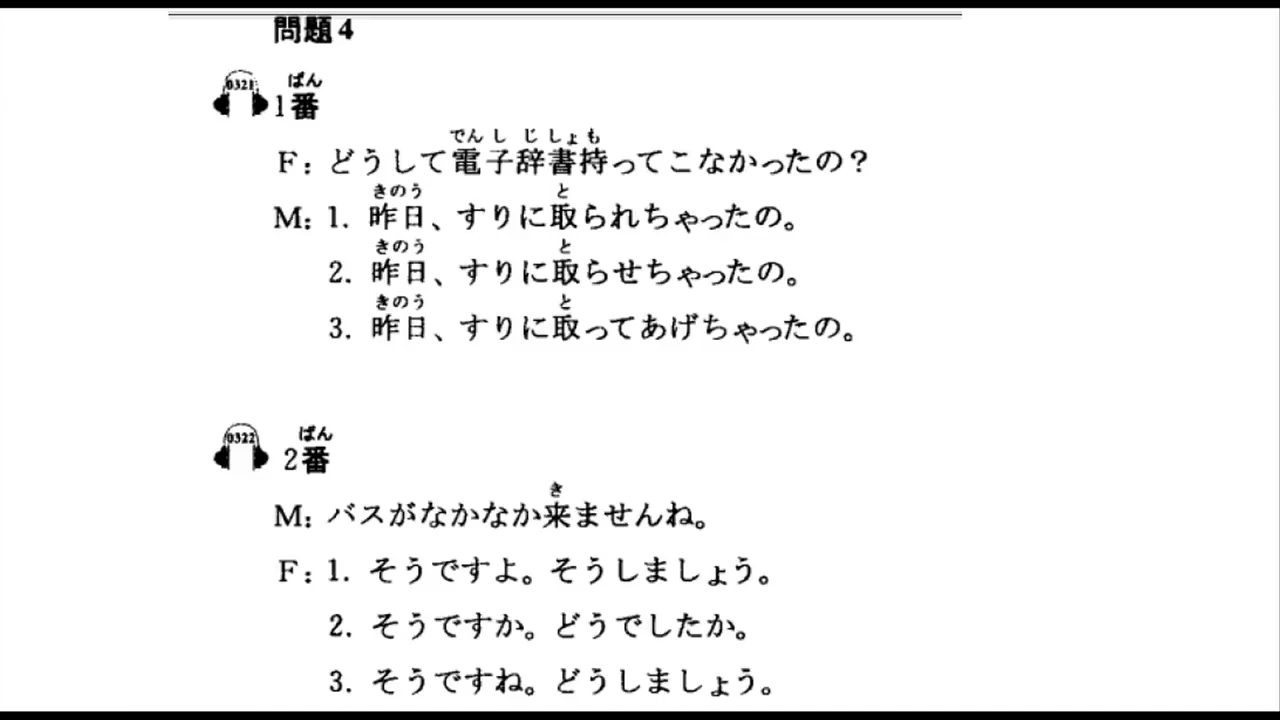 問題4
0321
ばん
1番
でんしじしょも
F：どうして電子辞書持ってこなかったの？
きのう と
M：1. 昨日、すりに取られちゃったの。
きのう と
2. 昨日、すりに取らせちゃったの。
きのう と
3. 昨日、すりに取ってあげちゃったの。
0322
ばん
2番
き
M：バスがなかなか来ませんね。
F：1. そうですよ。そうしましょう。
2. そうですか。どうでしたか。
3. そうですね。どうしましょう。